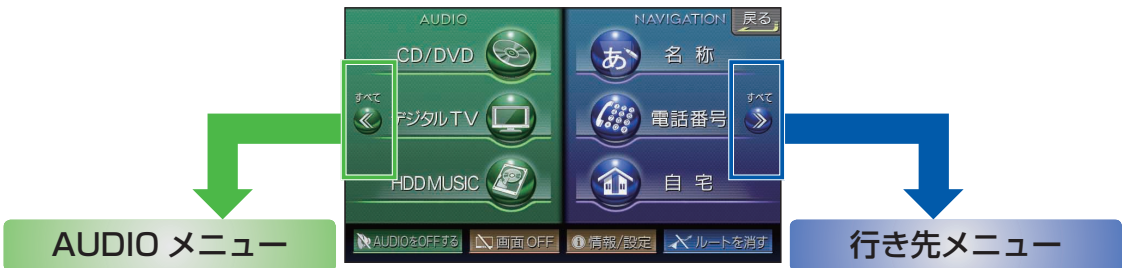 AUDIO
NAVIGATION
戻る
CD/DVD
名 称
すべて
デジタルTV
電話番号
すべて
HDD MUSIC
自 宅
AUDIOをOFFする
画面 OFF
情報/設定
ルートを消す
AUDIO メニュー
行き先メニュー